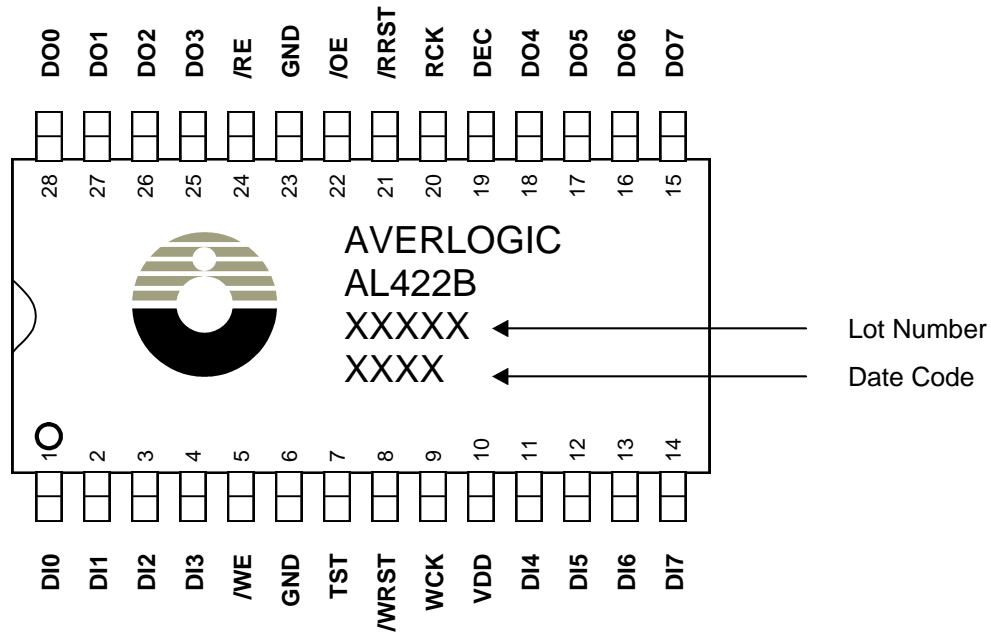 DO0 DO1 DO2 DO3 /RE GND /OE /RRST RCK DEC DO4 DO5 DO6 DO7
28 27 26 25 24 23 22 21 20 19 18 17 16 15
AVERLOGIC
AL422B
XXXXX
Lot Number
XXXX
Date Code
1 2 3 4 5 6 7 8 9 10 11 12 13 14
DI0 DI1 DI2 DI3 /WE GND TST /WRST WCK VDD DI4 DI5 DI6 DI7